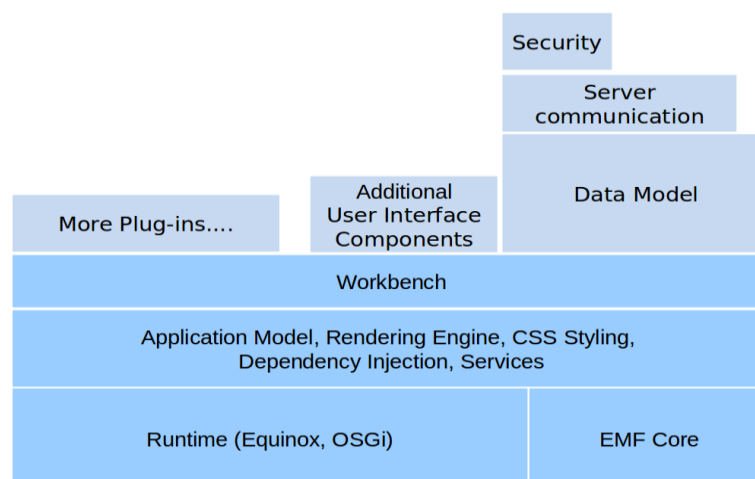 Security
Server
communication
Data Model
Additional
User Interface
Components
More Plug-ins....
Workbench
Application Model, Rendering Engine, CSS Styling,
Dependency Injection, Services
Runtime (Equinox, OSGi)
EMF Core